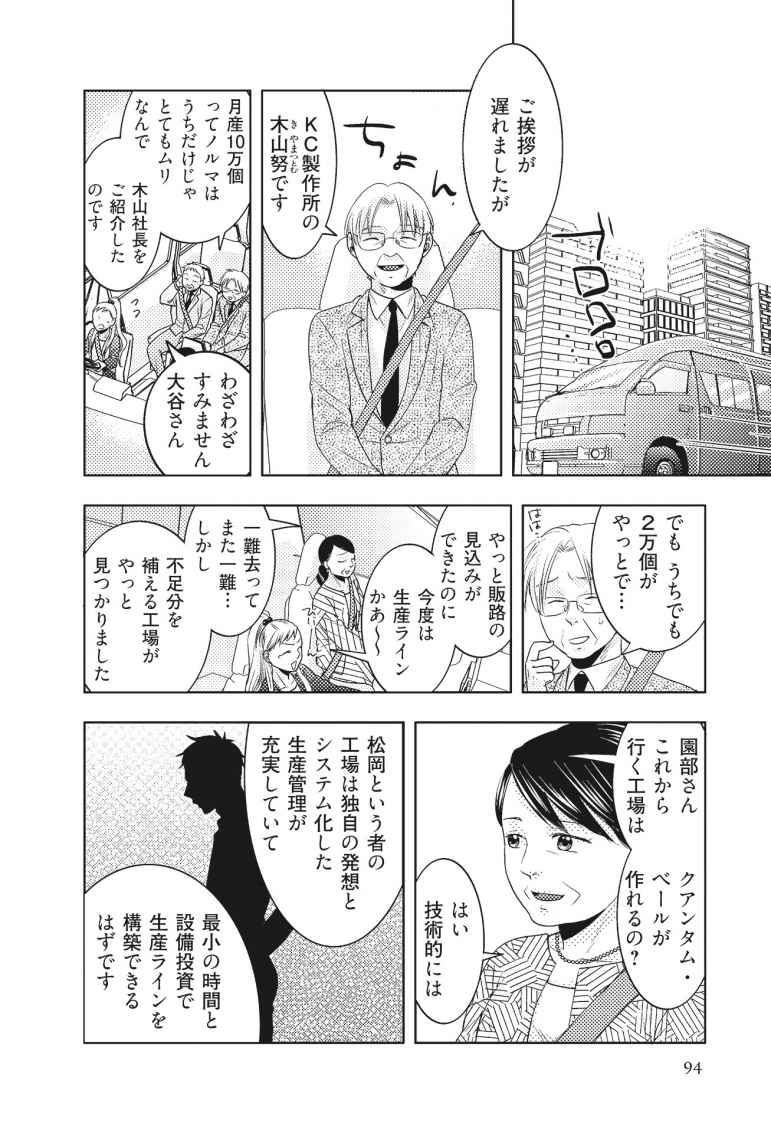 ご挨拶が
遅れましたが
ブロロロ。
KC製作所の
木山努です
きやまつとむ
ちょん
月産10万個
ってノルマは
うちだけじゃ
とてもムリ
なんで
木山社長を
ご紹介した
のです
わざわざ
すみません
大谷さん
でも うちでも
2万個が
やっとで…
はは
やっと販路の
見込みが
できたのに
今度は
生産ライン
かあ〜
一難去って
また一難…
しかし
不足分を
補える工場が
やっと
見つかりました
園部さん
これから
行く工場は
クアンタム・
ベールが
作れるの?
はい
技術的には
松岡という者の
工場は独自の発想と
システム化した
生産管理が
充実していて
最小の時間と
設備投資で
生産ラインを
構築できる
はずです
94